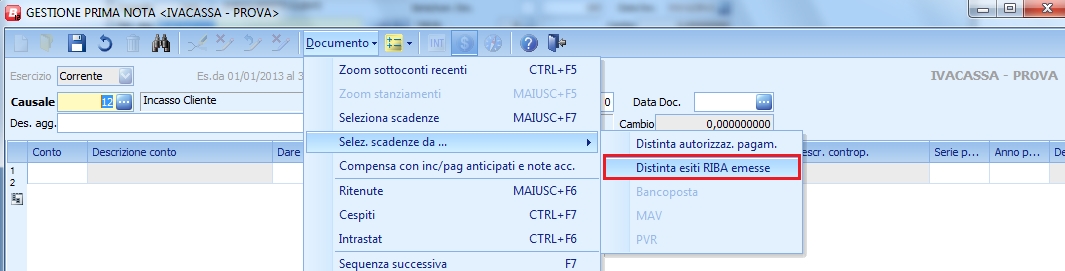 GESTIONE PRIMA NOTA <IVACASSA - PROVA>
Documento
INT
Esercizio Corrente Es.da 01/01/2013 al 3
IVACASSA - PROVA
Causale 12 Incasso Cliente 0 Data Doc.
Des. agg. Cambio 0,000000000
Conto Descrizione conto Dare escr. controp. Serie p... Anno p... De
1
2
Zoom sottoconti recenti CTRL+F5
Zoom stanziamenti MAIUSC+F5
Seleziona scadenze MAIUSC+F7
Selez. scadenze da ...
Compensa con inc/pag anticipati e note acc.
Ritenute MAIUSC+F6
Cespiti CTRL+F7
Intrastat CTRL+F6
Sequenza successiva F7
Distinta autorizzaz. pagam.
Distinta esiti RIBA emesse
Bancoposta
MAV
PVR